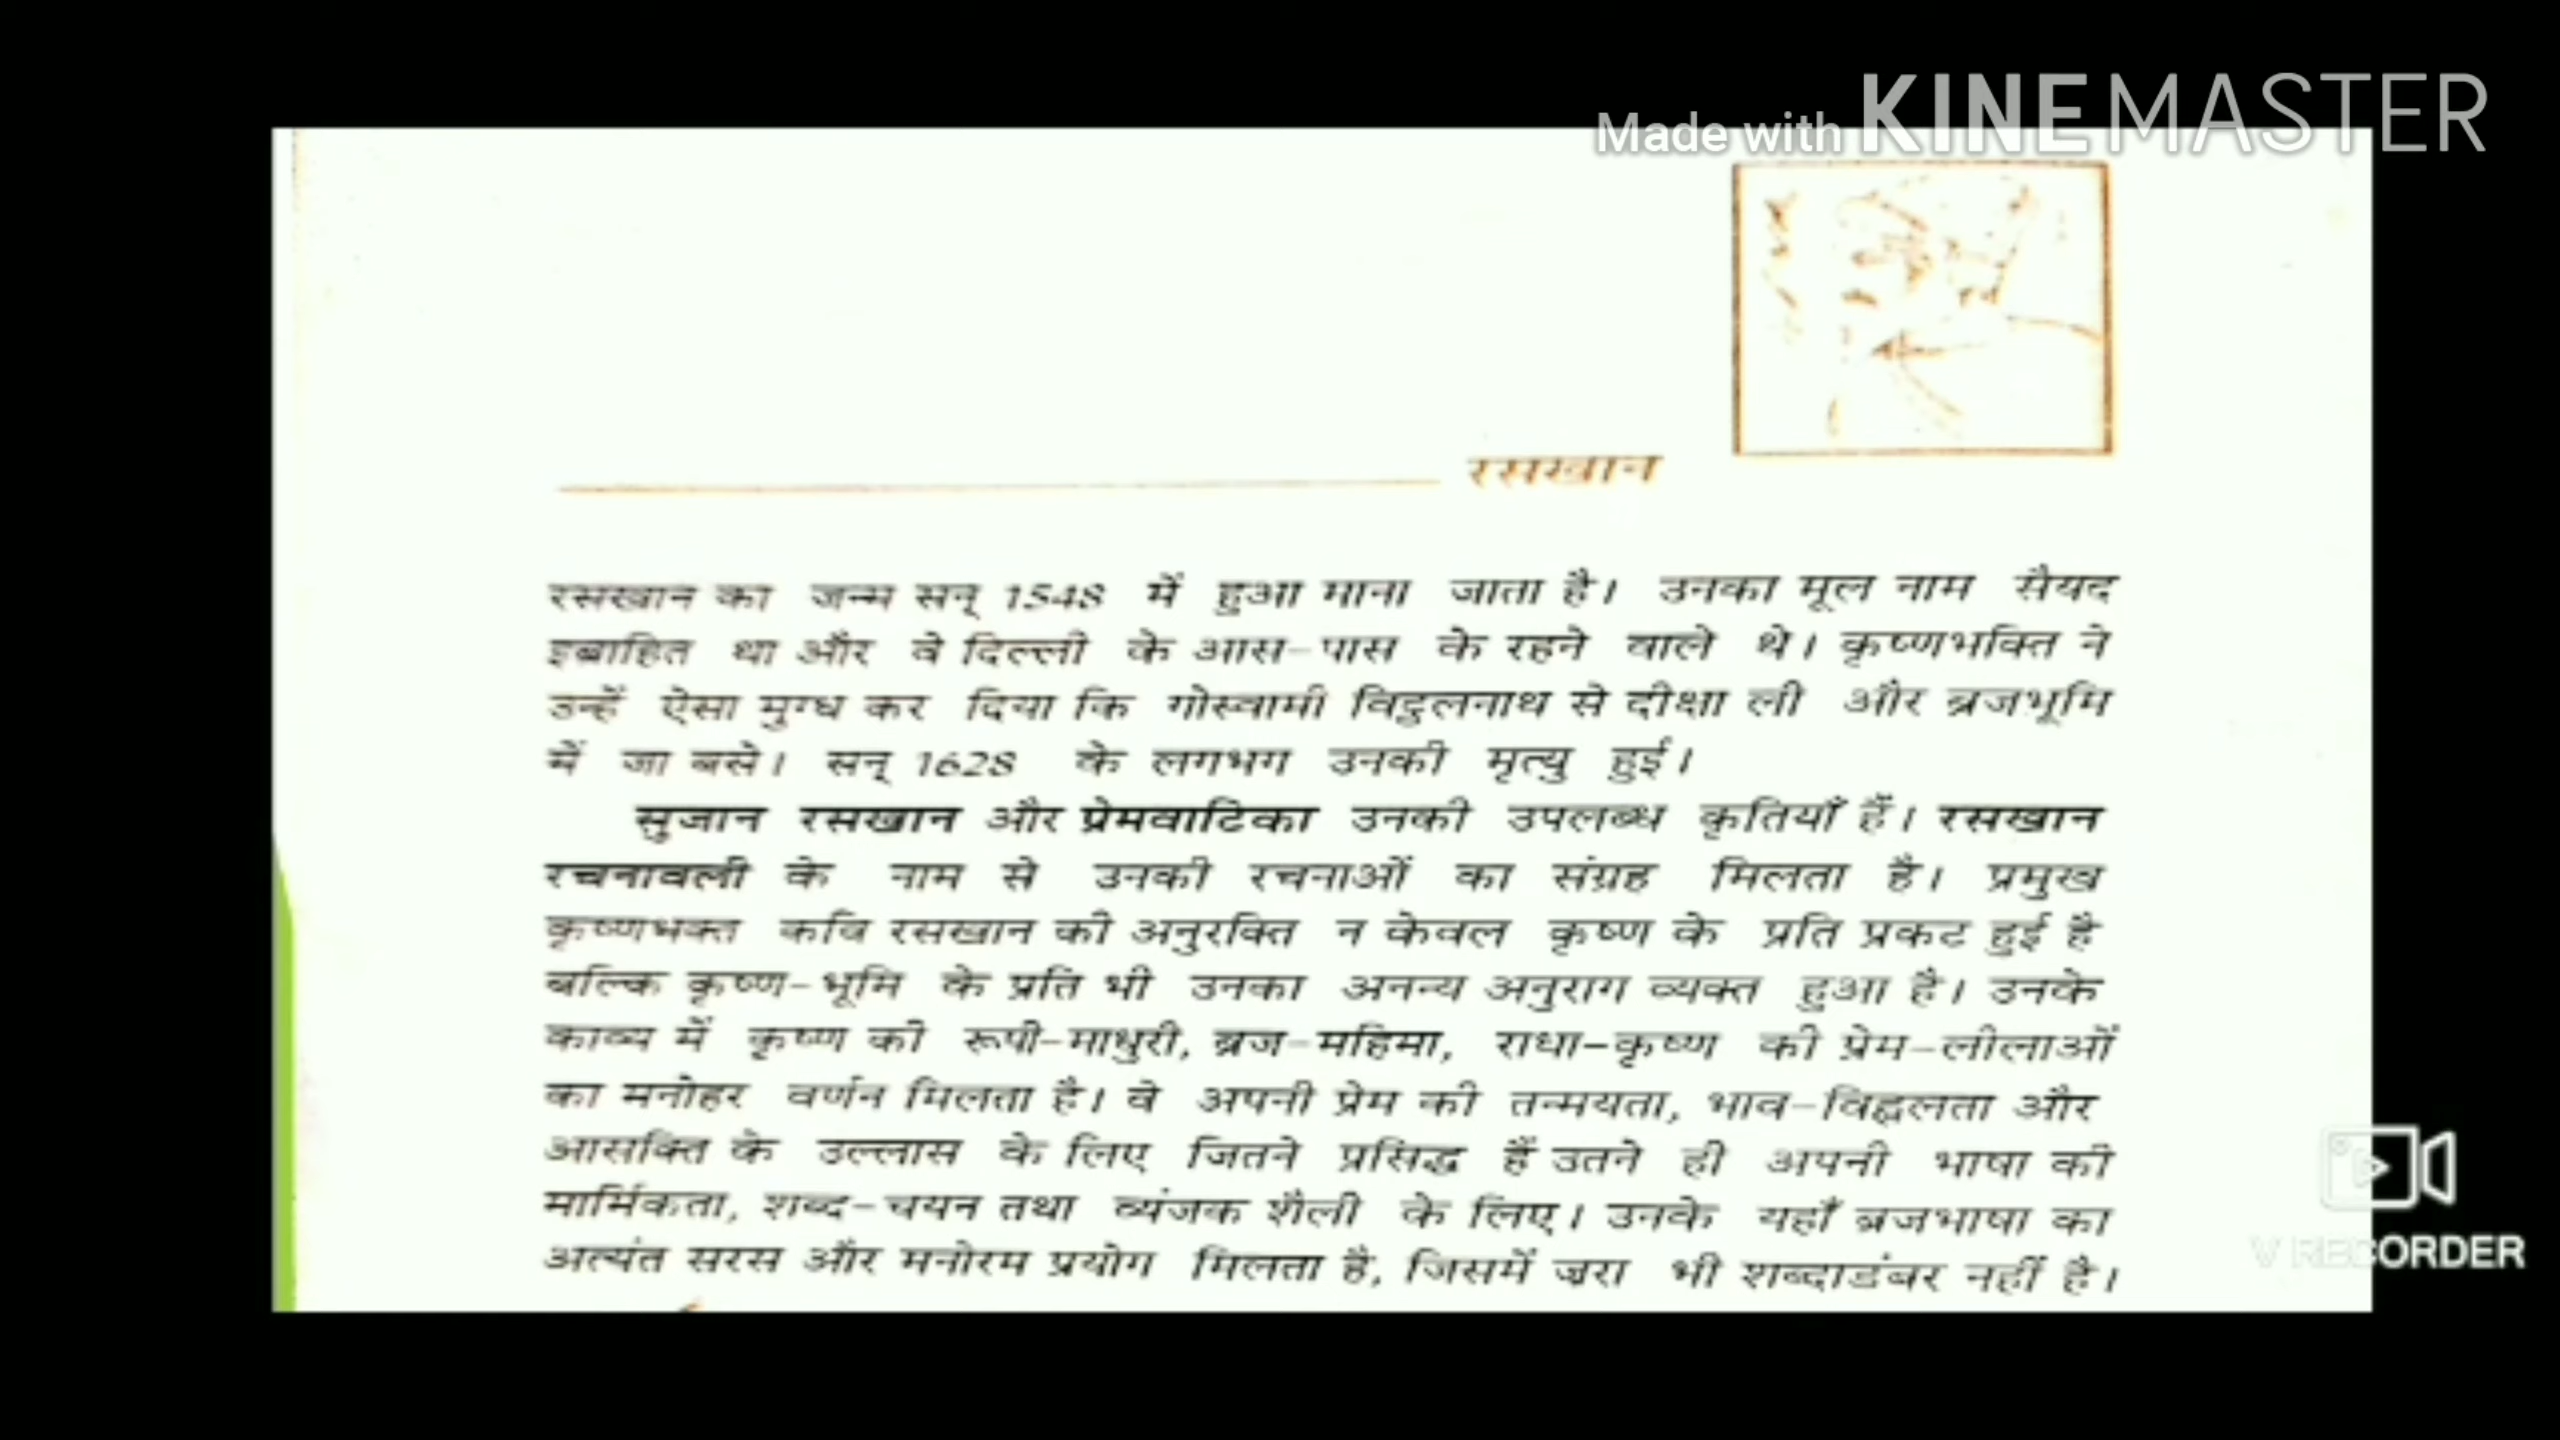 Made with KINEMASTER
रसखान
रसखान का जन्म सन् 1548 में हुआ माना जाता है। उनका मूल नाम सैयद
इब्राहित था और वे दिल्ली के आस-पास के रहने वाले थे। कृष्णभक्ति ने
उन्हें ऐसा मुग्ध कर दिया कि गोस्वामी विट्ठलनाथ से दीक्षा ली और ब्रजभूमि
में जा बसे। सन् 1628 के लगभग उनकी मृत्यु हुई।
सुजान रसखान और प्रेमवाटिका उनकी उपलब्ध कृतियाँ हैं। रसखान
रचनावली के नाम से उनकी रचनाओं का संग्रह मिलता है। प्रमुख
कृष्णभक्त कवि रसखान की अनुरक्ति न केवल कृष्ण के प्रति प्रकट हुई है
बल्कि कृष्ण-भूमि के प्रति भी उनका अनन्य अनुराग व्यक्त हुआ है। उनके
काव्य में कृष्ण की रूपी-माधुरी, ब्रज-महिमा, राधा-कृष्ण की प्रेम-लीलाओं
का मनोहर वर्णन मिलता है। वे अपनी प्रेम की तन्मयता, भाव-विह्वलता और
आसक्ति के उल्लास के लिए जितने प्रसिद्ध हैं उतने ही अपनी भाषा की
मार्मिकता, शब्द-चयन तथा व्यंजक शैली के लिए। उनके यहाँ ब्रजभाषा का
अत्यंत सरस और मनोरम प्रयोग मिलता है, जिसमें ज़रा भी शब्दाडंबर नहीं है।
V RECORDER